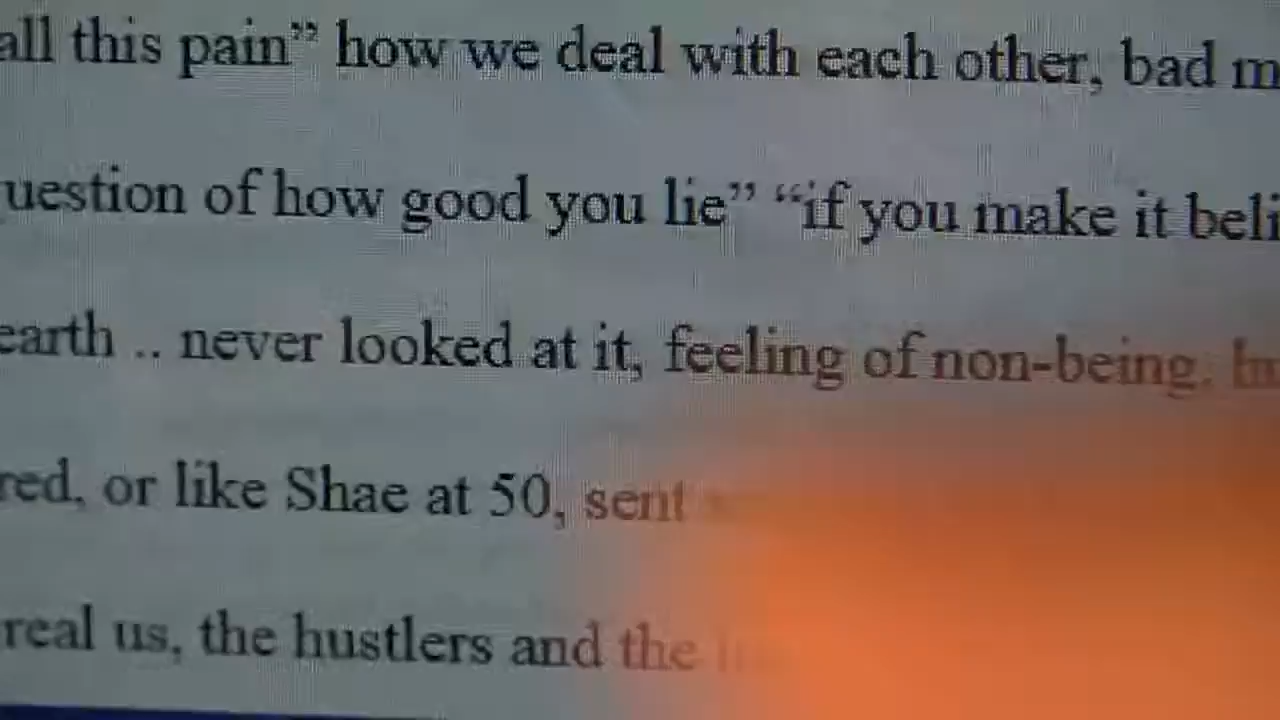 all this pain” how we deal with each other, bad
uestion of how good you lie” “if you make it beli
earth .. never looked at it, feeling of non-being,
red, or like Shae at 50, sent
real us, the hustlers and the